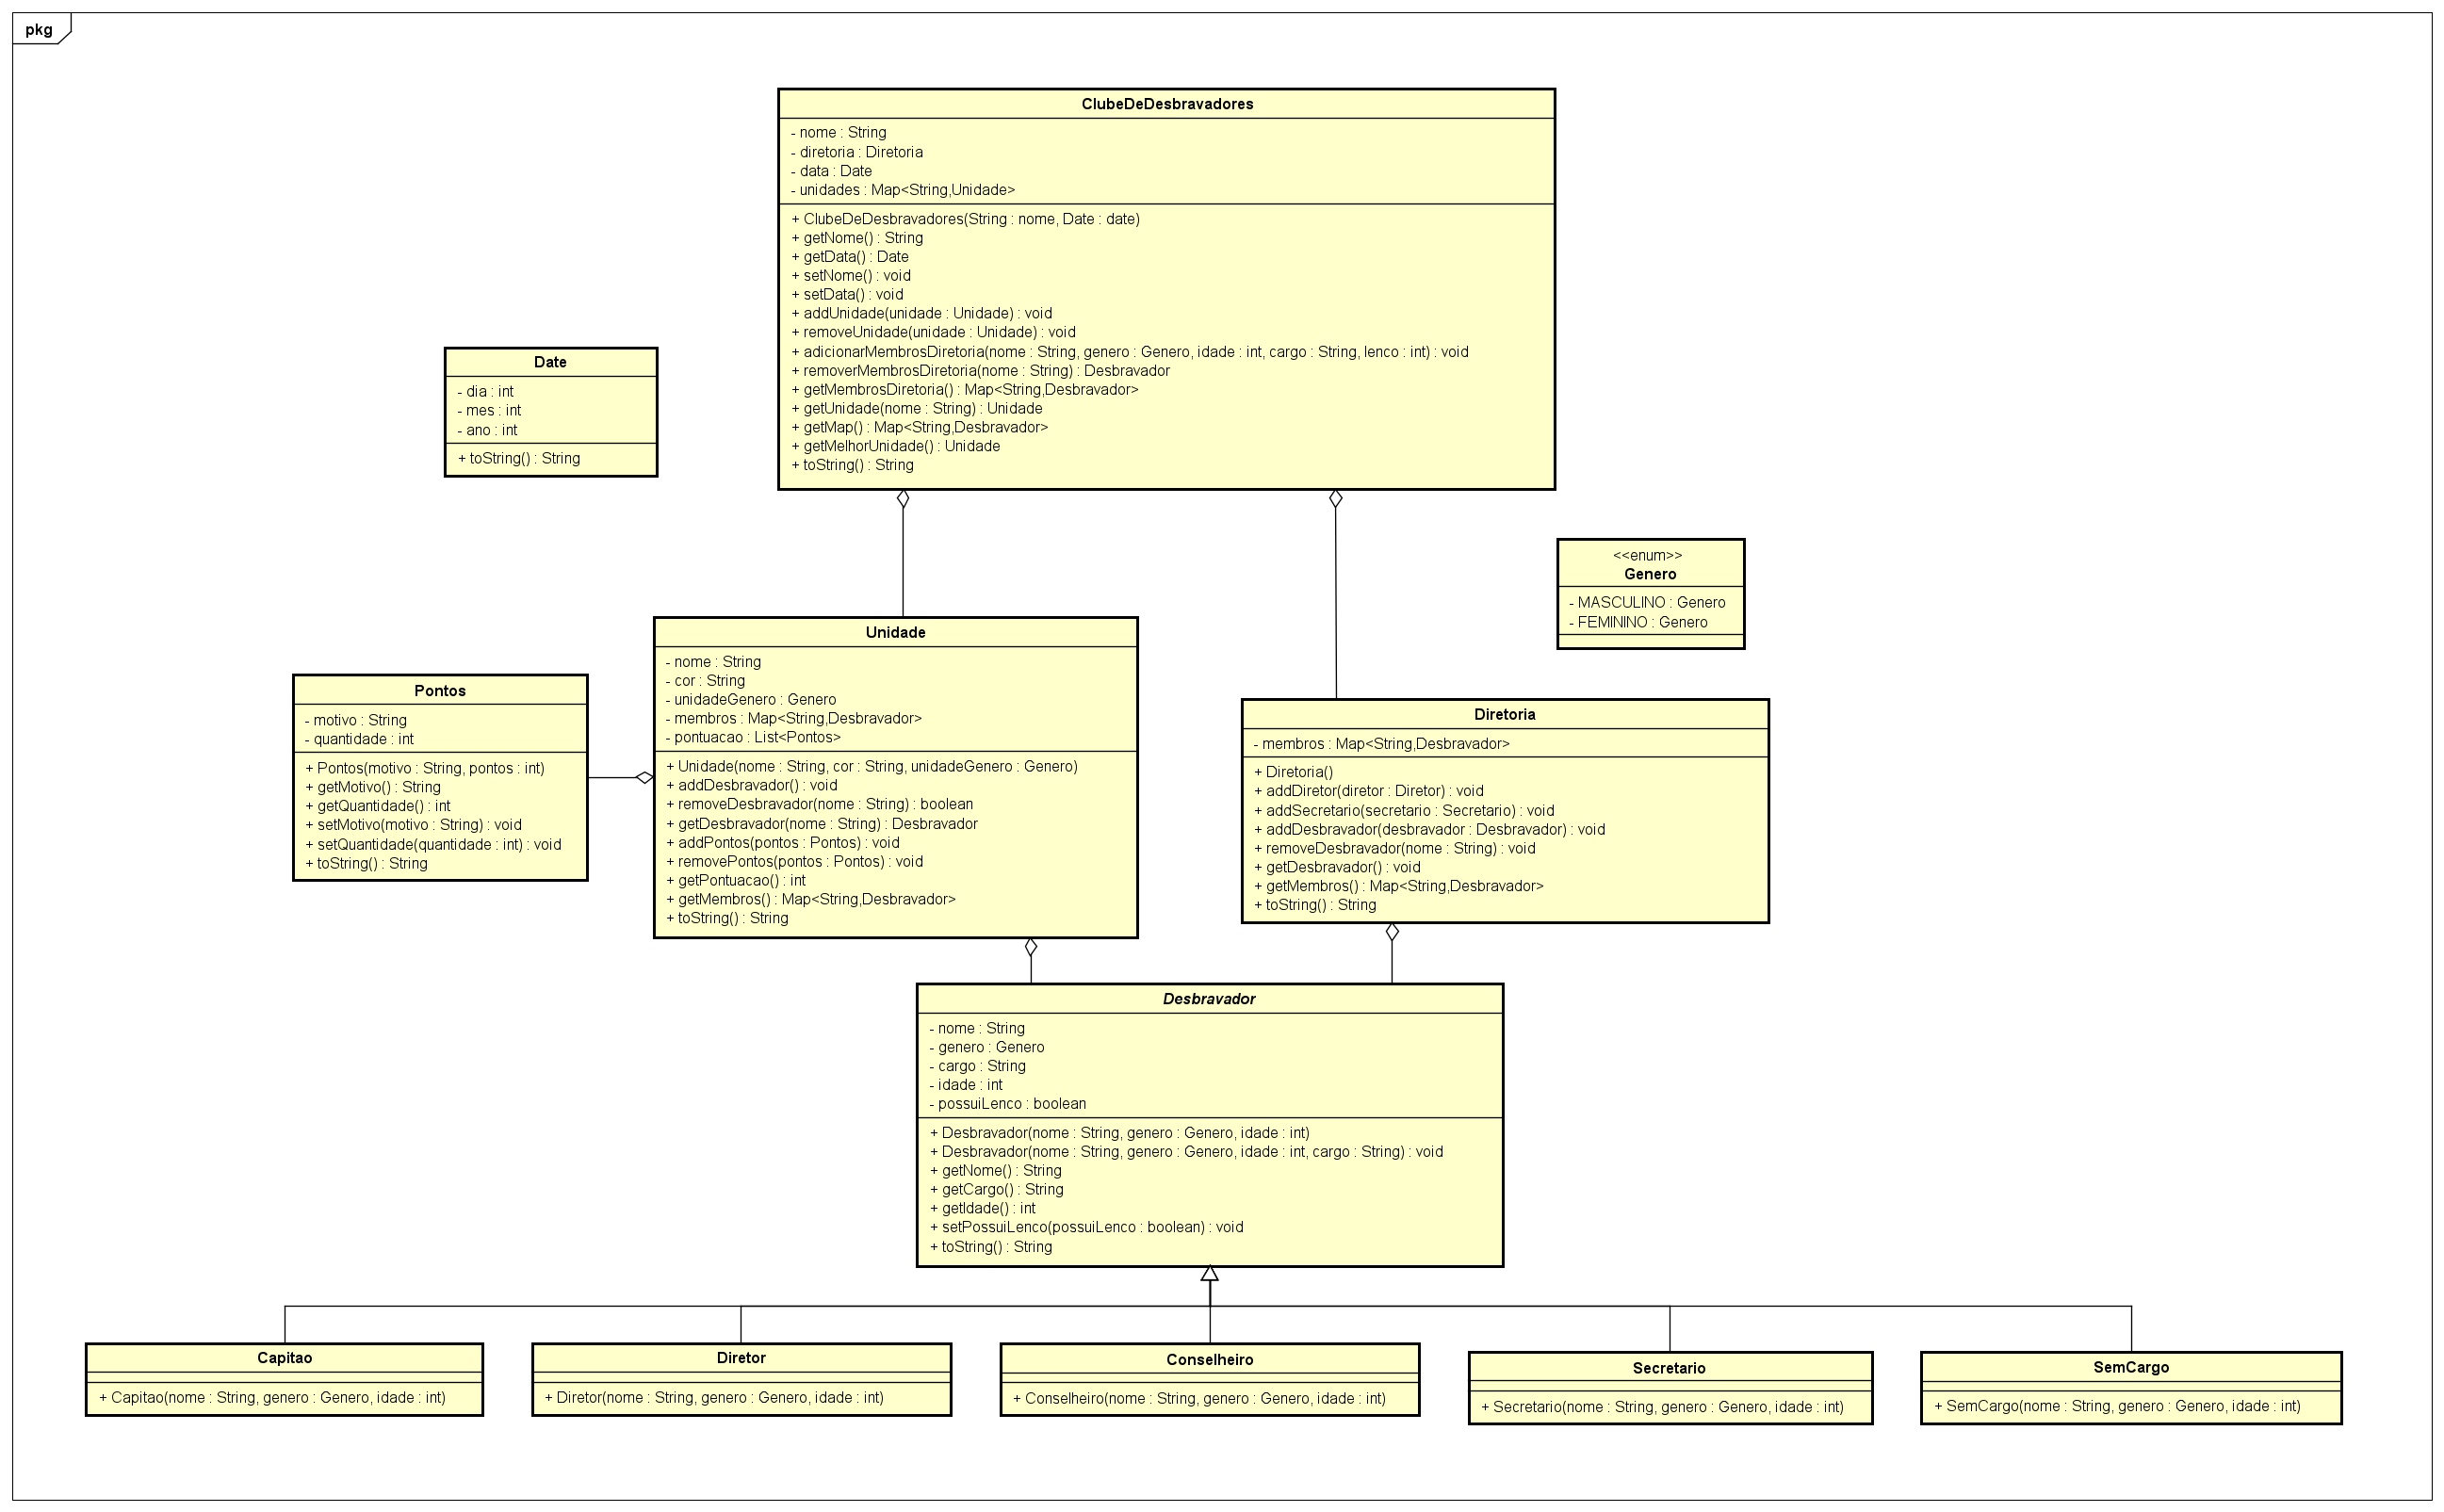 pkg
ClubeDeDesbravadores
- nome : String
- diretoria : Diretoria
- data : Date
- unidades : Map<String,Unidade>
+ ClubeDeDesbravadores(String : nome, Date : date)
+ getNome() : String
+ getData() : Date
+ setNome() : void
+ setData() : void
+ addUnidade(unidade : Unidade) : void
+ removeUnidade(unidade : Unidade) : void
+ adicionarMembrosDiretoria(nome : String, genero : Genero, idade : int, cargo : String, lenco : int) : void
+ removerMembrosDiretoria(nome : String) : Desbravador
+ getMembrosDiretoria() : Map<String,Desbravador>
+ getUnidade(nome : String) : Unidade
+ getMap() : Map<String,Desbravador>
+ getMelhorUnidade() : Unidade
+ toString() : String
Date
- dia : int
- mes : int
- ano : int
+ toString() : String
<<enum>>
Genero
- MASCULINO : Genero
- FEMININO : Genero
Unidade
- nome : String
- cor : String
- unidadeGenero : Genero
- membros : Map<String,Desbravador>
- pontuacao : List<Pontos>
+ Unidade(nome : String, cor : String, unidadeGenero : Genero)
+ addDesbravador() : void
+ removeDesbravador(nome : String) : boolean
+ getDesbravador(nome : String) : Desbravador
+ addPontos(pontos : Pontos) : void
+ removePontos(pontos : Pontos) : void
+ getPontuacao() : int
+ getMembros() : Map<String,Desbravador>
+ toString() : String
Pontos
- motivo : String
- quantidade : int
+ Pontos(motivo : String, pontos : int)
+ getMotivo() : String
+ getQuantidade() : int
+ setMotivo(motivo : String) : void
+ setQuantidade(quantidade : int) : void
+ toString() : String
Diretoria
- membros : Map<String,Desbravador>
+ Diretoria()
+ addDiretor(diretor : Diretor) : void
+ addSecretario(secretario : Secretario) : void
+ addDesbravador(desbravador : Desbravador) : void
+ removeDesbravador(nome : String) : void
+ getDesbravador() : void
+ getMembros() : Map<String,Desbravador>
+ toString() : String
Desbravador
- nome : String
- genero : Genero
- cargo : String
- idade : int
- possuiLenco : boolean
+ Desbravador(nome : String, genero : Genero, idade : int)
+ Desbravador(nome : String, genero : Genero, idade : int, cargo : String) : void
+ getNome() : String
+ getCargo() : String
+ getIdade() : int
+ setPossuiLenco(possuiLenco : boolean) : void
+ toString() : String
Capitao
+ Capitao(nome : String, genero : Genero, idade : int)
Diretor
+ Diretor(nome : String, genero : Genero, idade : int)
Conselheiro
+ Conselheiro(nome : String, genero : Genero, idade : int)
Secretario
+ Secretario(nome : String, genero : Genero, idade : int)
SemCargo
+ SemCargo(nome : String, genero : Genero, idade : int)